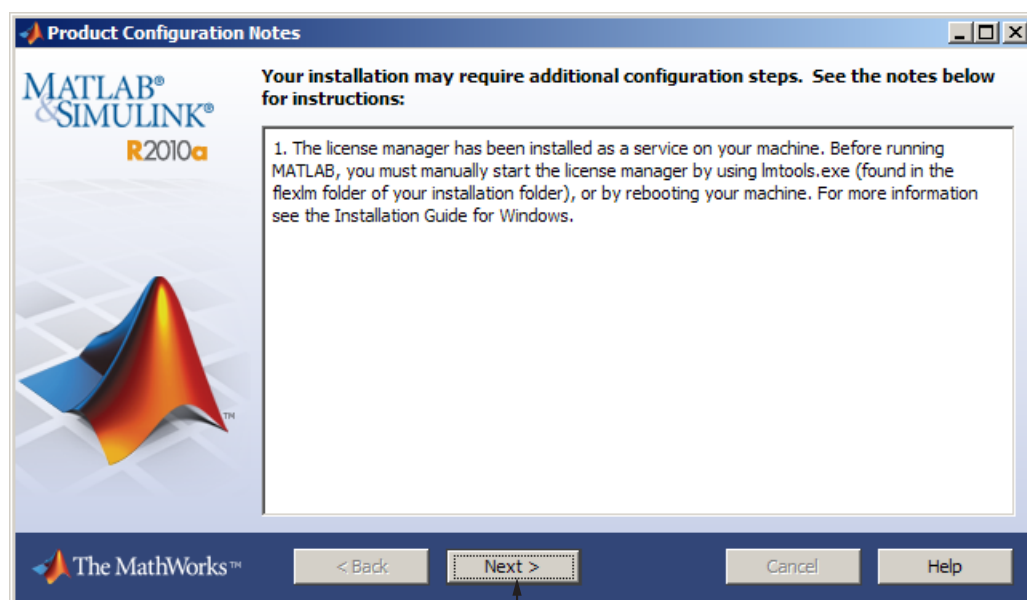 Product Configuration Notes
MATLAB®
&SIMULINK®
R2010a
Your installation may require additional configuration steps. See the notes below
for instructions:
1. The license manager has been installed as a service on your machine. Before running
MATLAB, you must manually start the license manager by using lmtools.exe (found in the
flexlm folder of your installation folder), or by rebooting your machine. For more information
see the Installation Guide for Windows.
TM
The MathWorks™
< Back
Next >
Cancel
Help